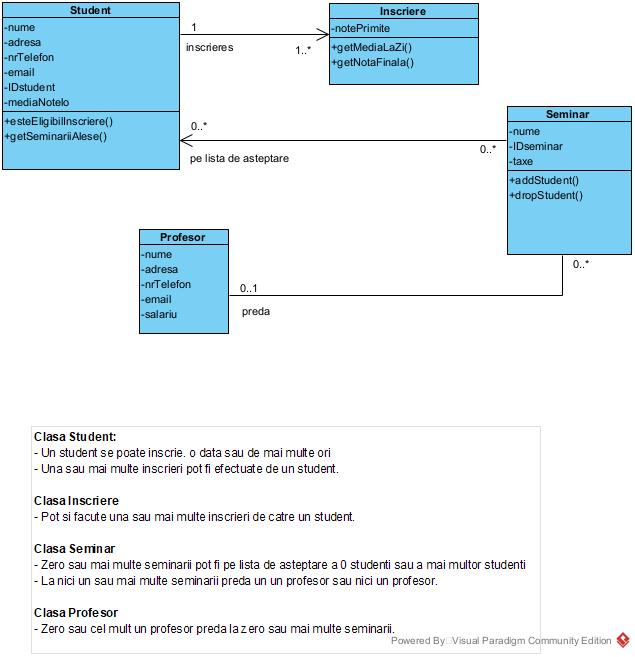 Student
-nume
-adresa
-nrTelefon
-email
-IDstudent
-mediaNotelo
+esteEligibilInscriere()
+getSeminariiAlese()
1
inscrieres
1..*
Inscriere
-notePrimite
+getMediaLaZi()
+getNotaFinala()
0..*
pe lista de asteptare
0..*
Seminar
-nume
-IDseminar
-taxe
+addStudent()
+dropStudent()
Profesor
-nume
-adresa
-nrTelefon
-email
-salariu
0..1
preda
0..*
Clasa Student:
- Un student se poate inscrie. o data sau de mai multe ori
- Una sau mai multe inscrieri pot fi efectuate de un student.
Clasa Inscriere
- Pot si facute una sau mai multe inscrieri de catre un student.
Clasa Seminar
- Zero sau mai multe seminarii pot fi pe lista de asteptare a 0 studenti sau a mai multor studenti
- La nici un sau mai multe seminarii preda un un profesor sau nici un profesor.
Clasa Profesor
- Zero sau cel mult un profesor preda la zero sau mai multe seminarii.
Powered By Visual Paradigm Community Edition